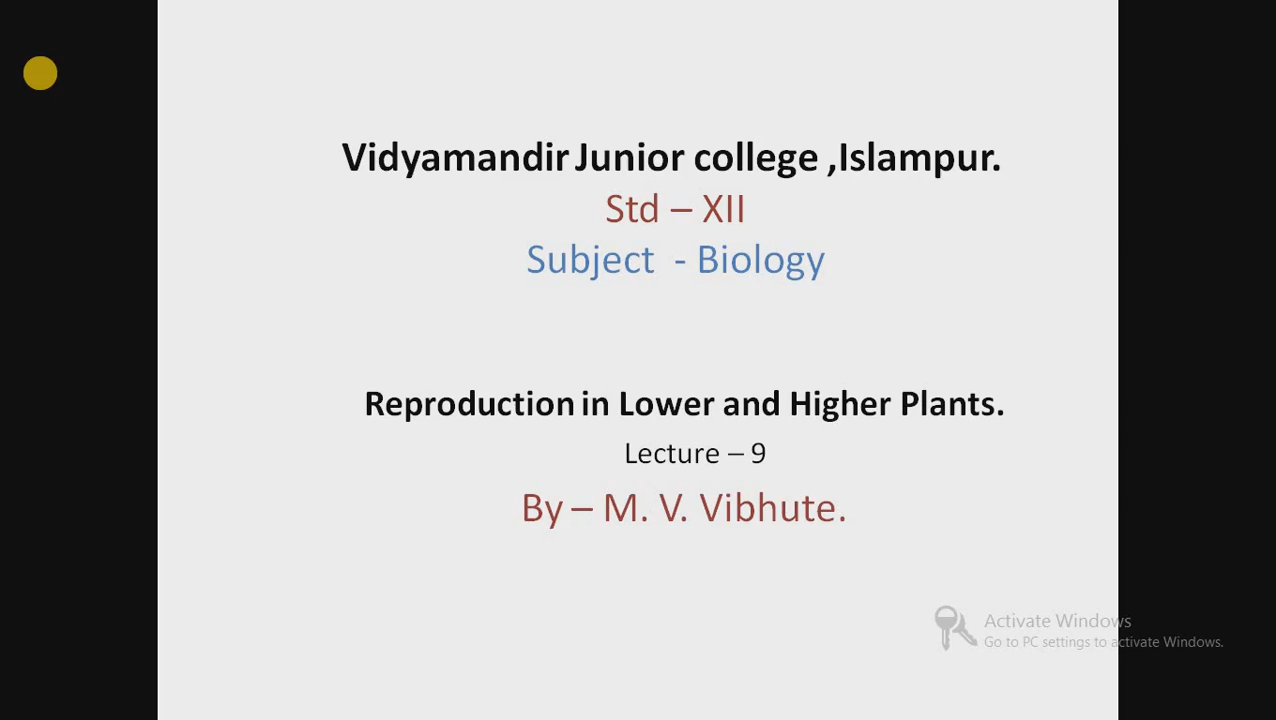 Vidyamandir Junior college ,Islampur.
Std – XII
Subject - Biology
Reproduction in Lower and Higher Plants.
Lecture – 9
By – M. V. Vibhute.
Activate Windows
Go to PC settings to activate Windows.